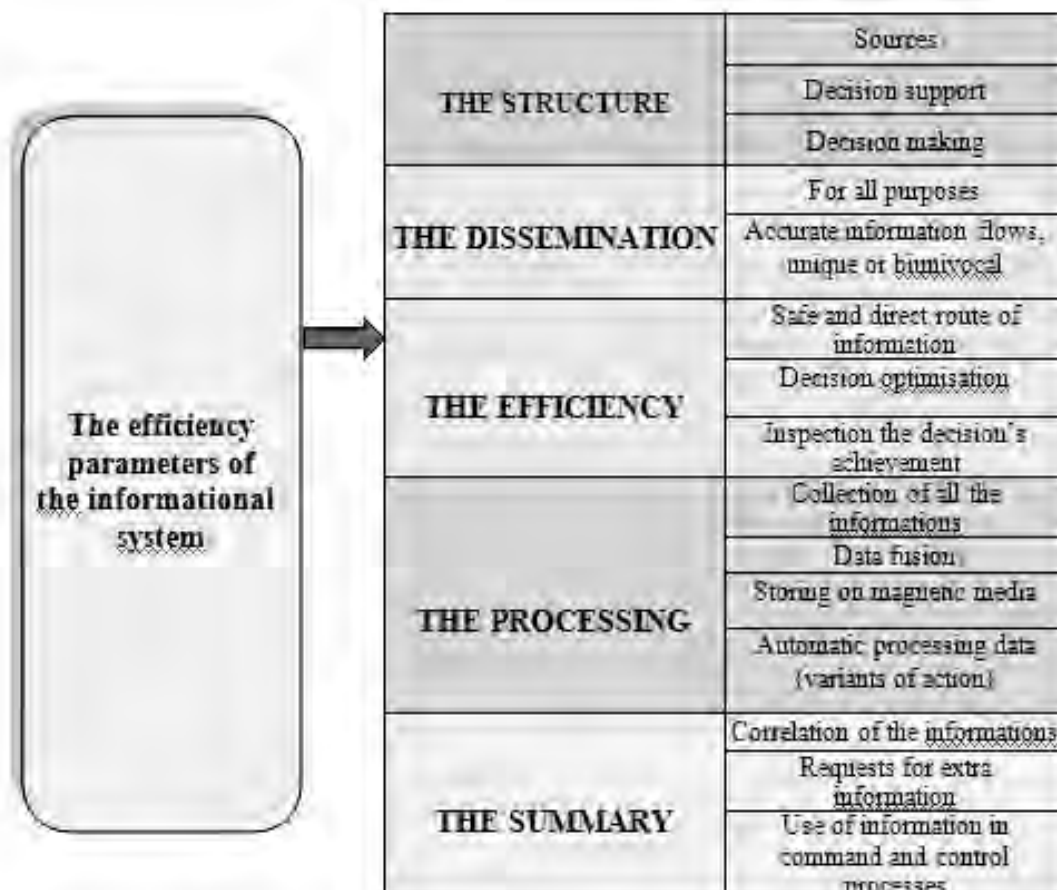 The efficiency
parameters of
the informational
system
THE STRUCTURE
Sources
Decision support
Decision making
THE DISSEMINATION
For all purposes
Accurate information flows,
unique or biunivocal
THE EFFICIENCY
Safe and direct route of
information
Decision optimisation
Inspection the decision's
achievement
THE PROCESSING
Collection of all the
informations
Data fusion
Storing on magnetic media
Automatic processing data
(variants of action)
THE SUMMARY
Correlation of the informations
Requests for extra
information
Use of information in
command and control
processes